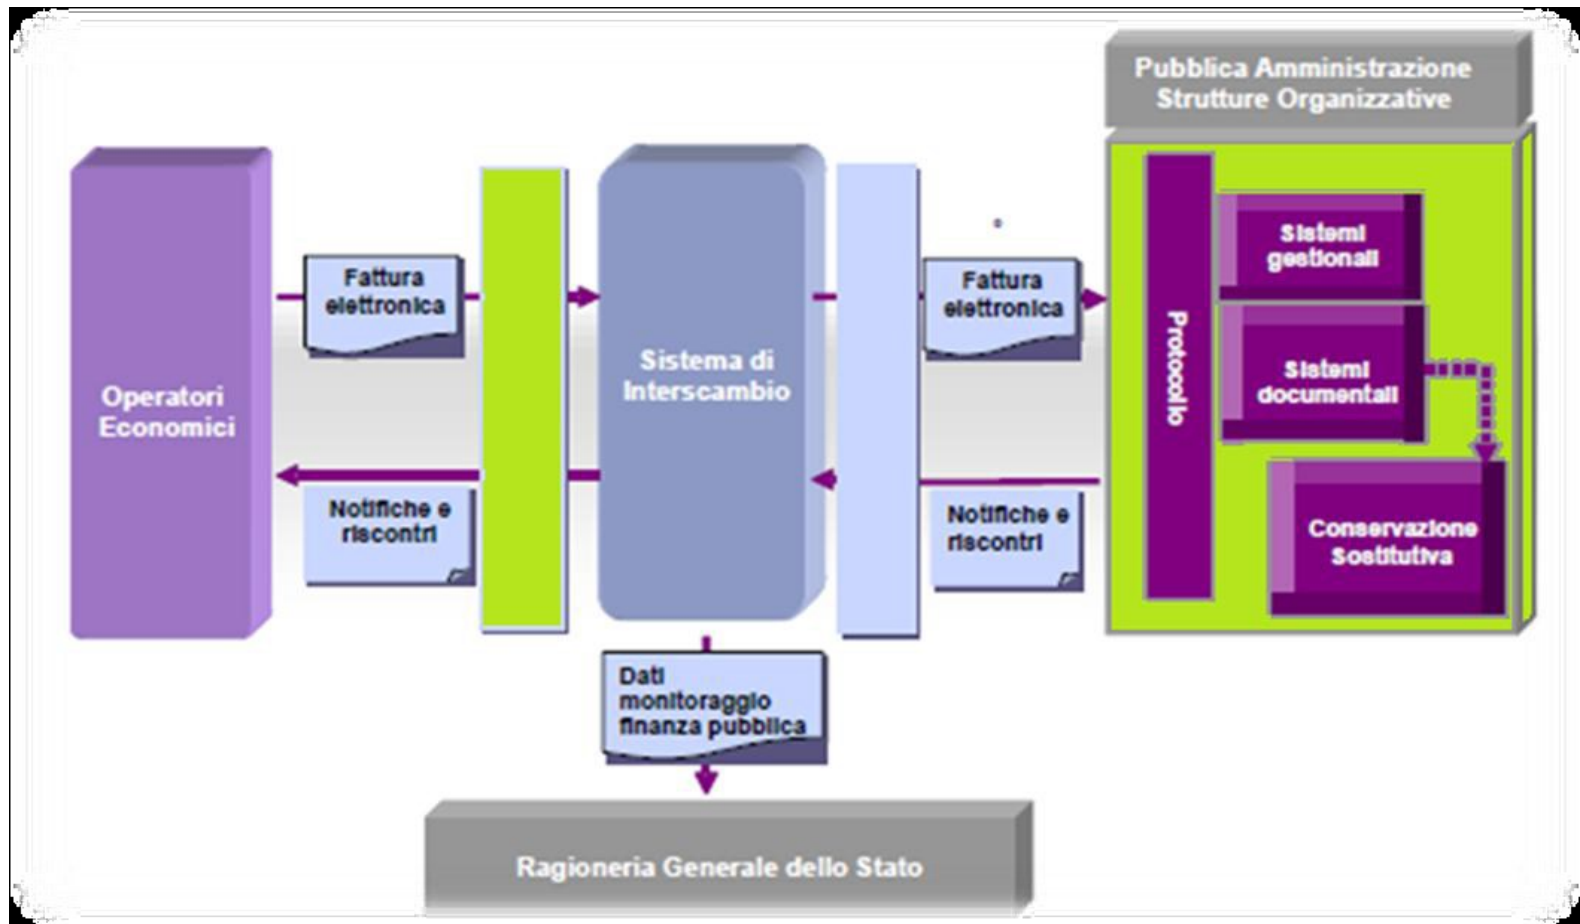 Pubblica Amministrazione
Strutture Organizzative
Operatori
Economici
Fattura
elettronica
Notifiche e
riscontri
Sistema di
Interscambio
Fattura
elettronica
Notifiche e
riscontri
Protocollo
Sistemi
gestionali
Sistemi
documentali
Conservazione
Sostitutiva
Dati
monitoraggio
finanza pubblica
Ragioneria Generale dello Stato